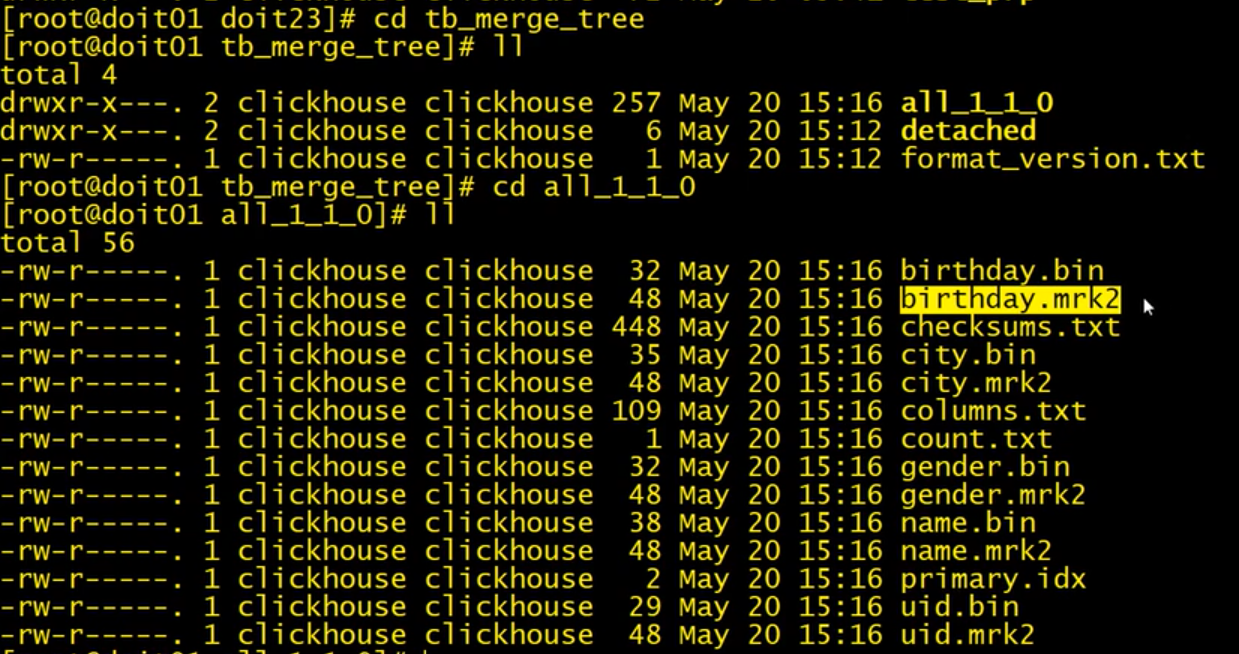 [root@doit01 doit23]# cd tb_merge_tree
[root@doit01 tb_merge_tree]# ll
total 4
drwxr-x---. 2 clickhouse clickhouse 257 May 20 15:16 all_1_1_0
drwxr-x---. 2 clickhouse clickhouse   6 May 20 15:12 detached
-rw-r-----. 1 clickhouse clickhouse   1 May 20 15:12 format_version.txt
[root@doit01 tb_merge_tree]# cd all_1_1_0
[root@doit01 all_1_1_0]# ll
total 56
-rw-r-----. 1 clickhouse clickhouse  32 May 20 15:16 birthday.bin
-rw-r-----. 1 clickhouse clickhouse  48 May 20 15:16 birthday.mrk2
-rw-r-----. 1 clickhouse clickhouse 448 May 20 15:16 checksums.txt
-rw-r-----. 1 clickhouse clickhouse  35 May 20 15:16 city.bin
-rw-r-----. 1 clickhouse clickhouse  48 May 20 15:16 city.mrk2
-rw-r-----. 1 clickhouse clickhouse 109 May 20 15:16 columns.txt
-rw-r-----. 1 clickhouse clickhouse   1 May 20 15:16 count.txt
-rw-r-----. 1 clickhouse clickhouse  32 May 20 15:16 gender.bin
-rw-r-----. 1 clickhouse clickhouse  48 May 20 15:16 gender.mrk2
-rw-r-----. 1 clickhouse clickhouse  38 May 20 15:16 name.bin
-rw-r-----. 1 clickhouse clickhouse  48 May 20 15:16 name.mrk2
-rw-r-----. 1 clickhouse clickhouse   2 May 20 15:16 primary.idx
-rw-r-----. 1 clickhouse clickhouse  29 May 20 15:16 uid.bin
-rw-r-----. 1 clickhouse clickhouse  48 May 20 15:16 uid.mrk2